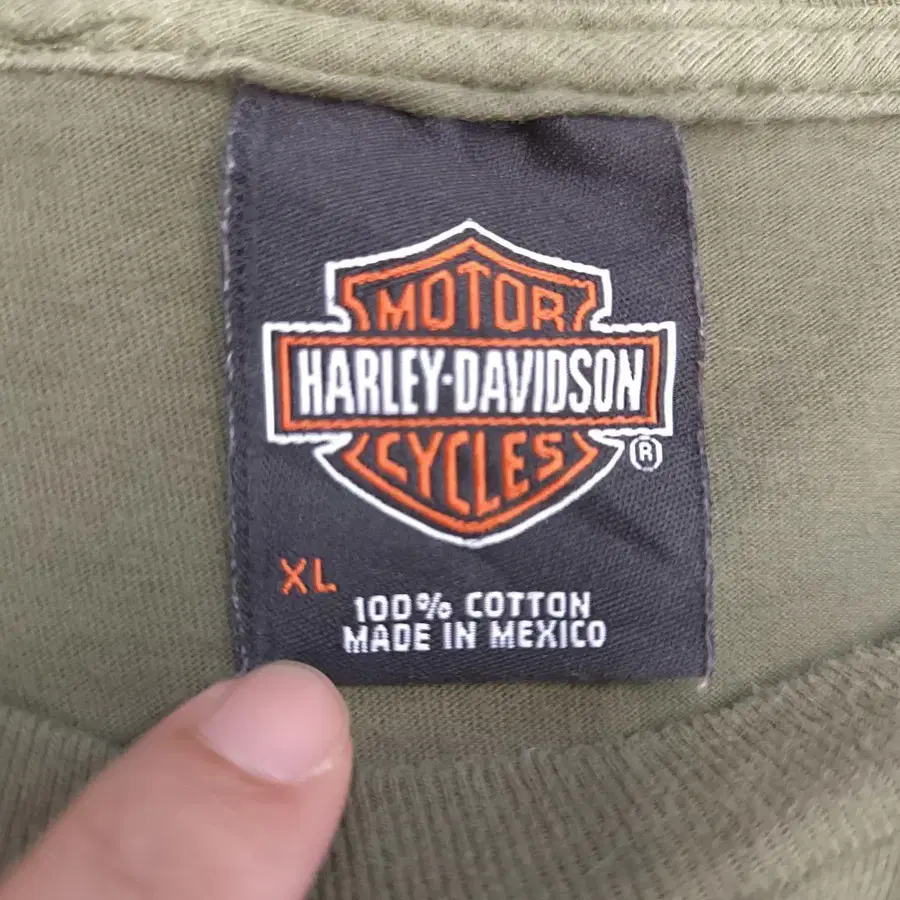 MOTOR
HARLEY-DAVIDSON
CYCLES
®
XL
100% COTTON
MADE IN MEXICO